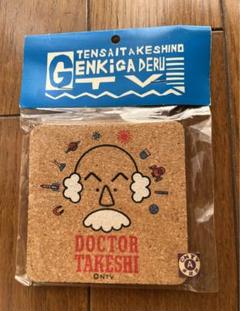 TENSAITAKESHINO
GENKIGADERU
TV
DOCTOR
TAKESHI
©NTV
A